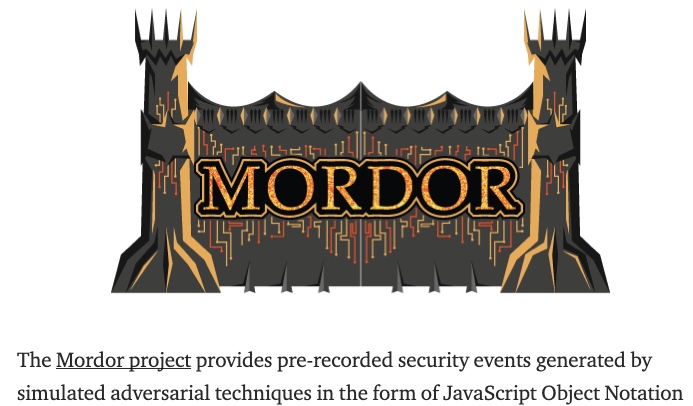 MORDOR
The Mordor project provides pre-recorded security events generated by
simulated adversarial techniques in the form of JavaScript Object Notation